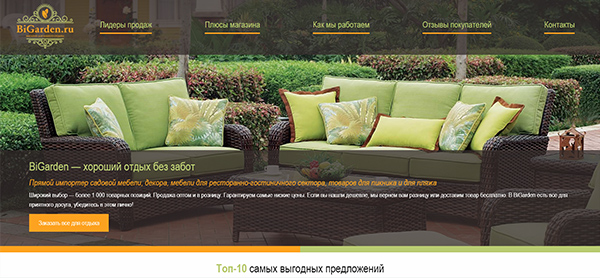 BiGarden.ru
Лидеры продаж
Плюсы магазина
Как мы работаем
Отзывы покупателей
Контакты
BiGarden — хороший отдых без забот
Прямой импортер садовой мебели, декора, мебели для ресторанно-гостиничного сектора, товаров для пикника и для пляжа
Широкий выбор — более 1 000 товарных позиций. Продажа оптом и в розницу. Гарантируем самые низкие цены. Если вы нашли дешевле, мы вернем вам разницу или доставим товар бесплатно. В BiGarden есть все для
приятного досуга, убедитесь в этом лично!
Заказать все для отдыха
Топ-10 самых выгодных предложений